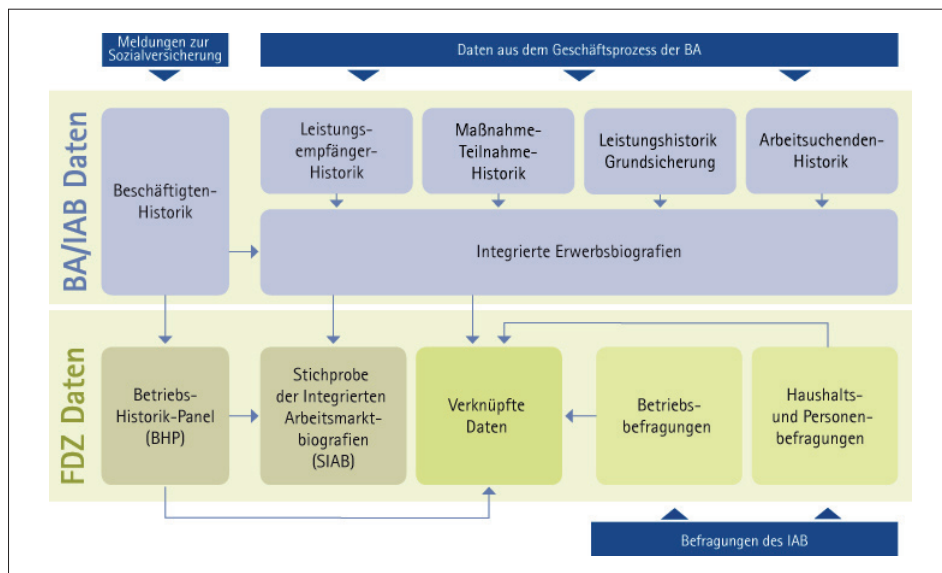 Meldungen zur
Sozialversicherung
Daten aus dem Geschäftsprozess der BA
BA/IAB Daten
Beschäftigten-
Historik
Leistungs-
empfänger-
Historik
Maßnahme-
Teilnahme-
Historik
Leistungshistorik
Grundsicherung
Arbeitsuchenden-
Historik
Integrierte Erwerbsbiografien
FDZ Daten
Betriebs-
Historik-Panel
(BHP)
Stichprobe
der Integrierten
Arbeitsmarkt-
biografien
(SIAB)
Verknüpfte
Daten
Betriebs-
befragungen
Haushalts-
und Personen-
befragungen
Befragungen des IAB